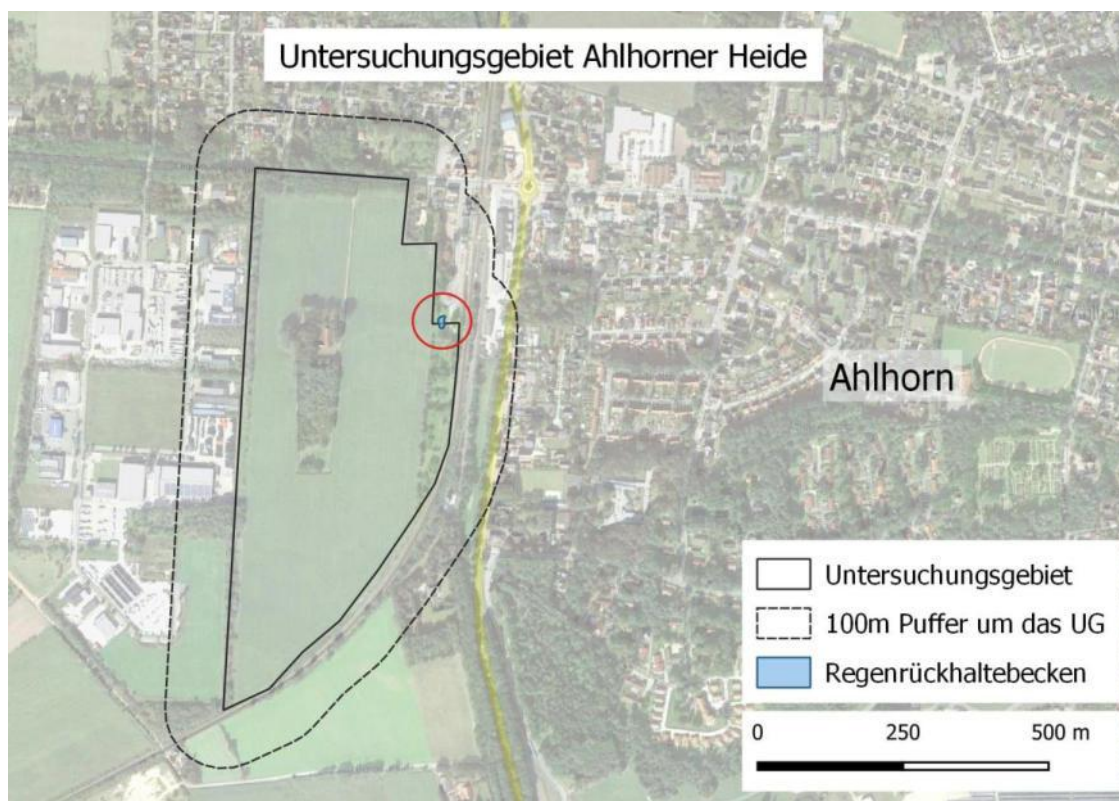 Untersuchungsgebiet Ahlhorner Heide
Ahlhorn
Untersuchungsgebiet
100m Puffer um das UG
Regenrückhaltebecken
0 250 500 m